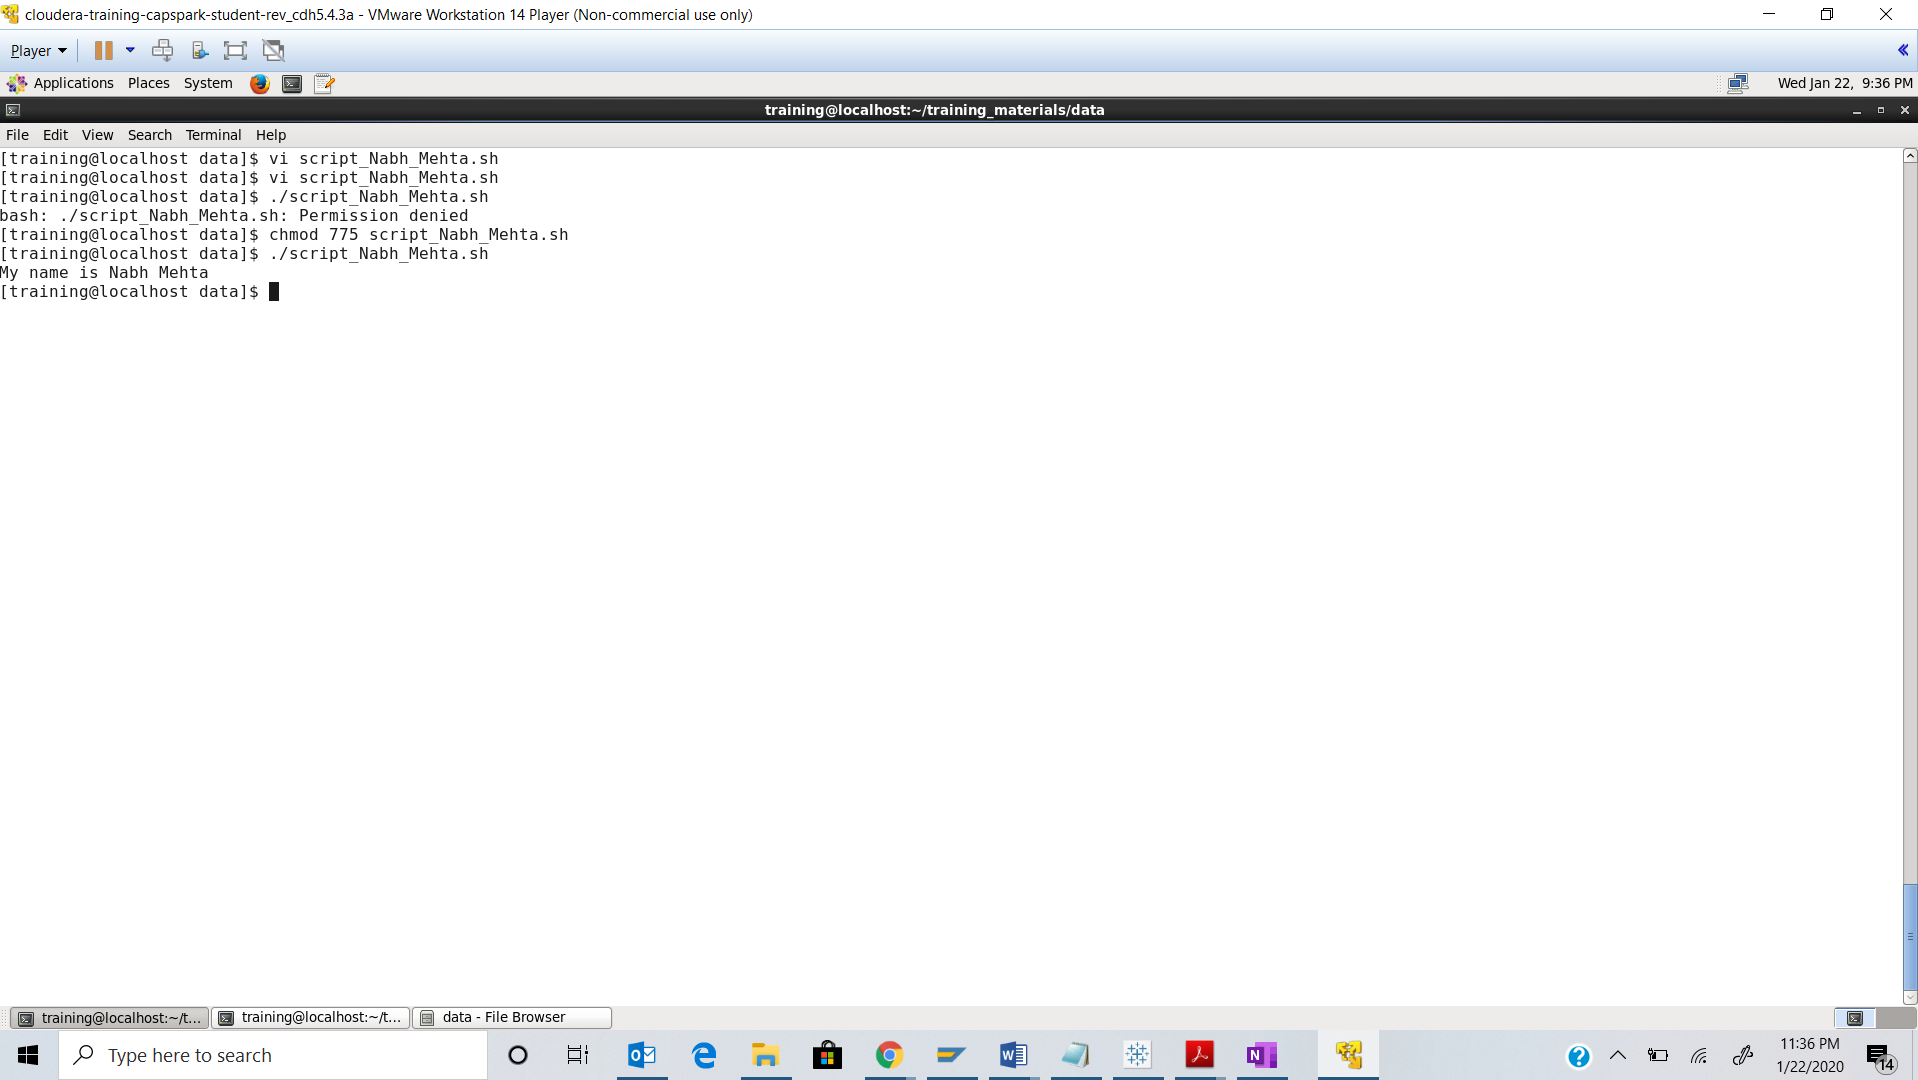 cloudera-training-capspark-student-rev_cdh5.4.3a - VMware Workstation 14 Player (Non-commercial use only)
Player
Applications Places System Wed Jan 22, 9:36 PM
training@localhost:~/training_materials/data
File Edit View Search Terminal Help
[training@localhost data]$ vi script_Nabh_Mehta.sh
[training@localhost data]$ vi script_Nabh_Mehta.sh
[training@localhost data]$ ./script_Nabh_Mehta.sh
bash: ./script_Nabh_Mehta.sh: Permission denied
[training@localhost data]$ chmod 775 script_Nabh_Mehta.sh
[training@localhost data]$ ./script_Nabh_Mehta.sh
My name is Nabh Mehta
[training@localhost data]$
training@localhost:~/t... training@localhost:~/t... data - File Browser
Type here to search
11:36 PM
1/22/2020
14